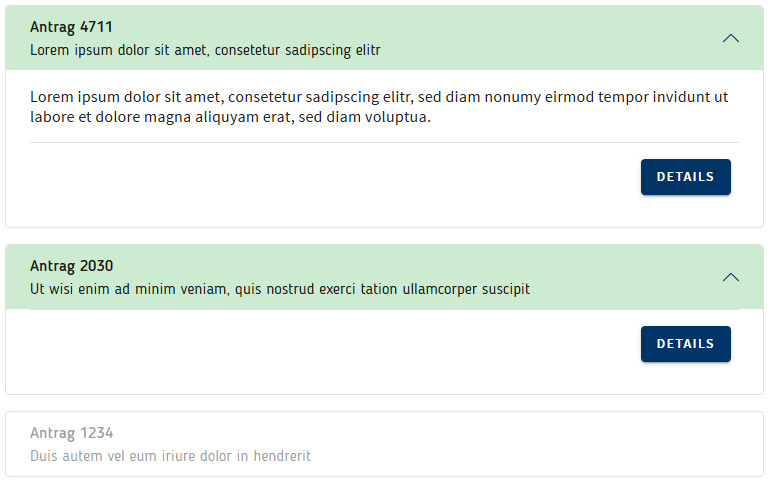 Antrag 4711
Lorem ipsum dolor sit amet, consetetur sadipscing elitr
Lorem ipsum dolor sit amet, consetetur sadipscing elitr, sed diam nonumy eirmod tempor invidunt ut
labore et dolore magna aliquyam erat, sed diam voluptua.
DETAILS
Antrag 2030
Ut wisi enim ad minim veniam, quis nostrud exerci tation ullamcorper suscipit
DETAILS
Antrag 1234
Duis autem vel eum iriure dolor in hendrerit